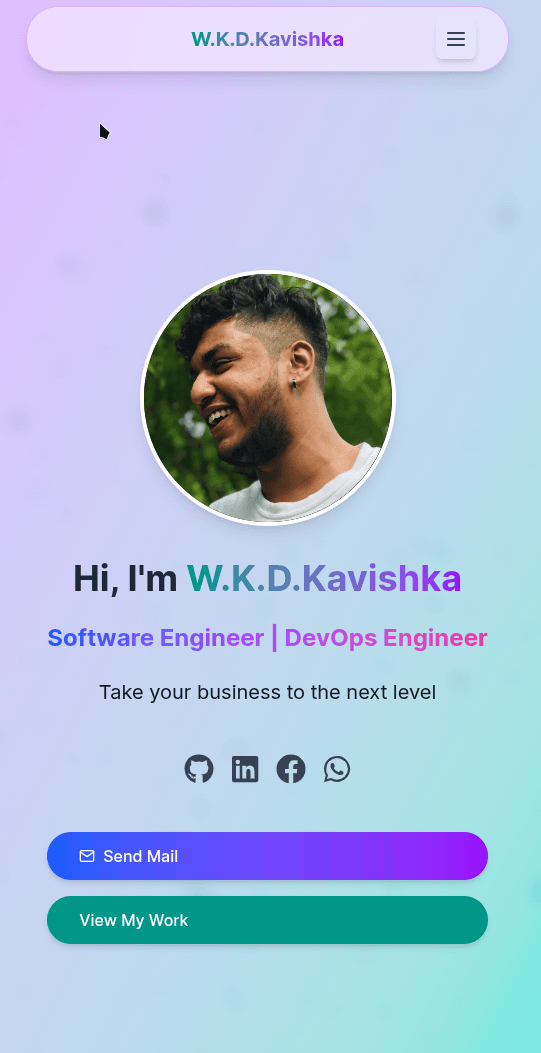 W.K.D.Kavishka
Hi, I'm W.K.D.Kavishka
Software Engineer | DevOps Engineer
Take your business to the next level
Send Mail
View My Work